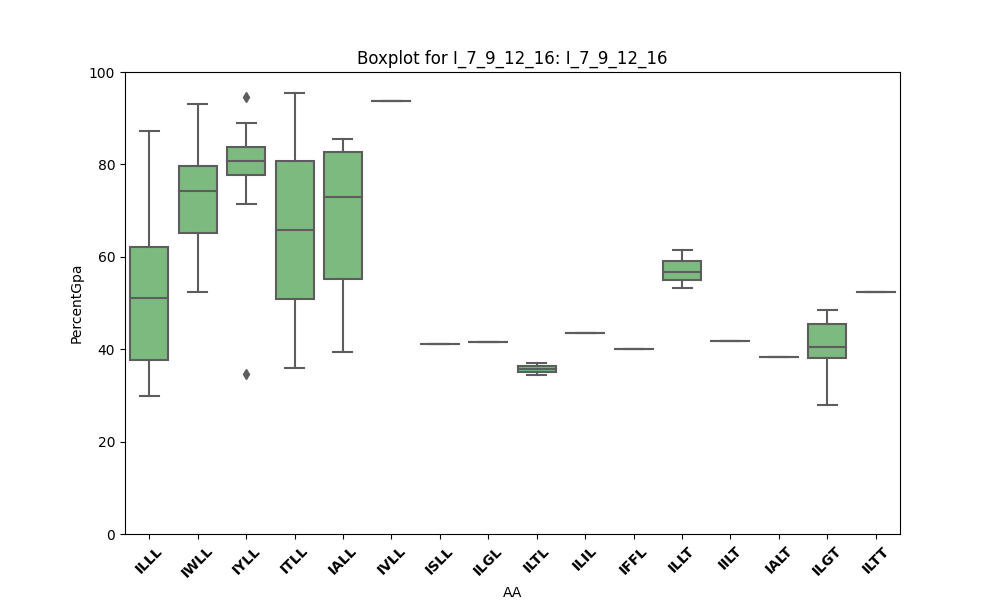 Boxplot for I_7_9_12_16: I_7_9_12_16
100
80
60
40
20
0
PercentGpa
ILLL IWLL IYLL ITLL IALL IVLL ISLL ILGL ILTL ILIL IFFL ILLT IILT IALT ILGT ILTT
AA